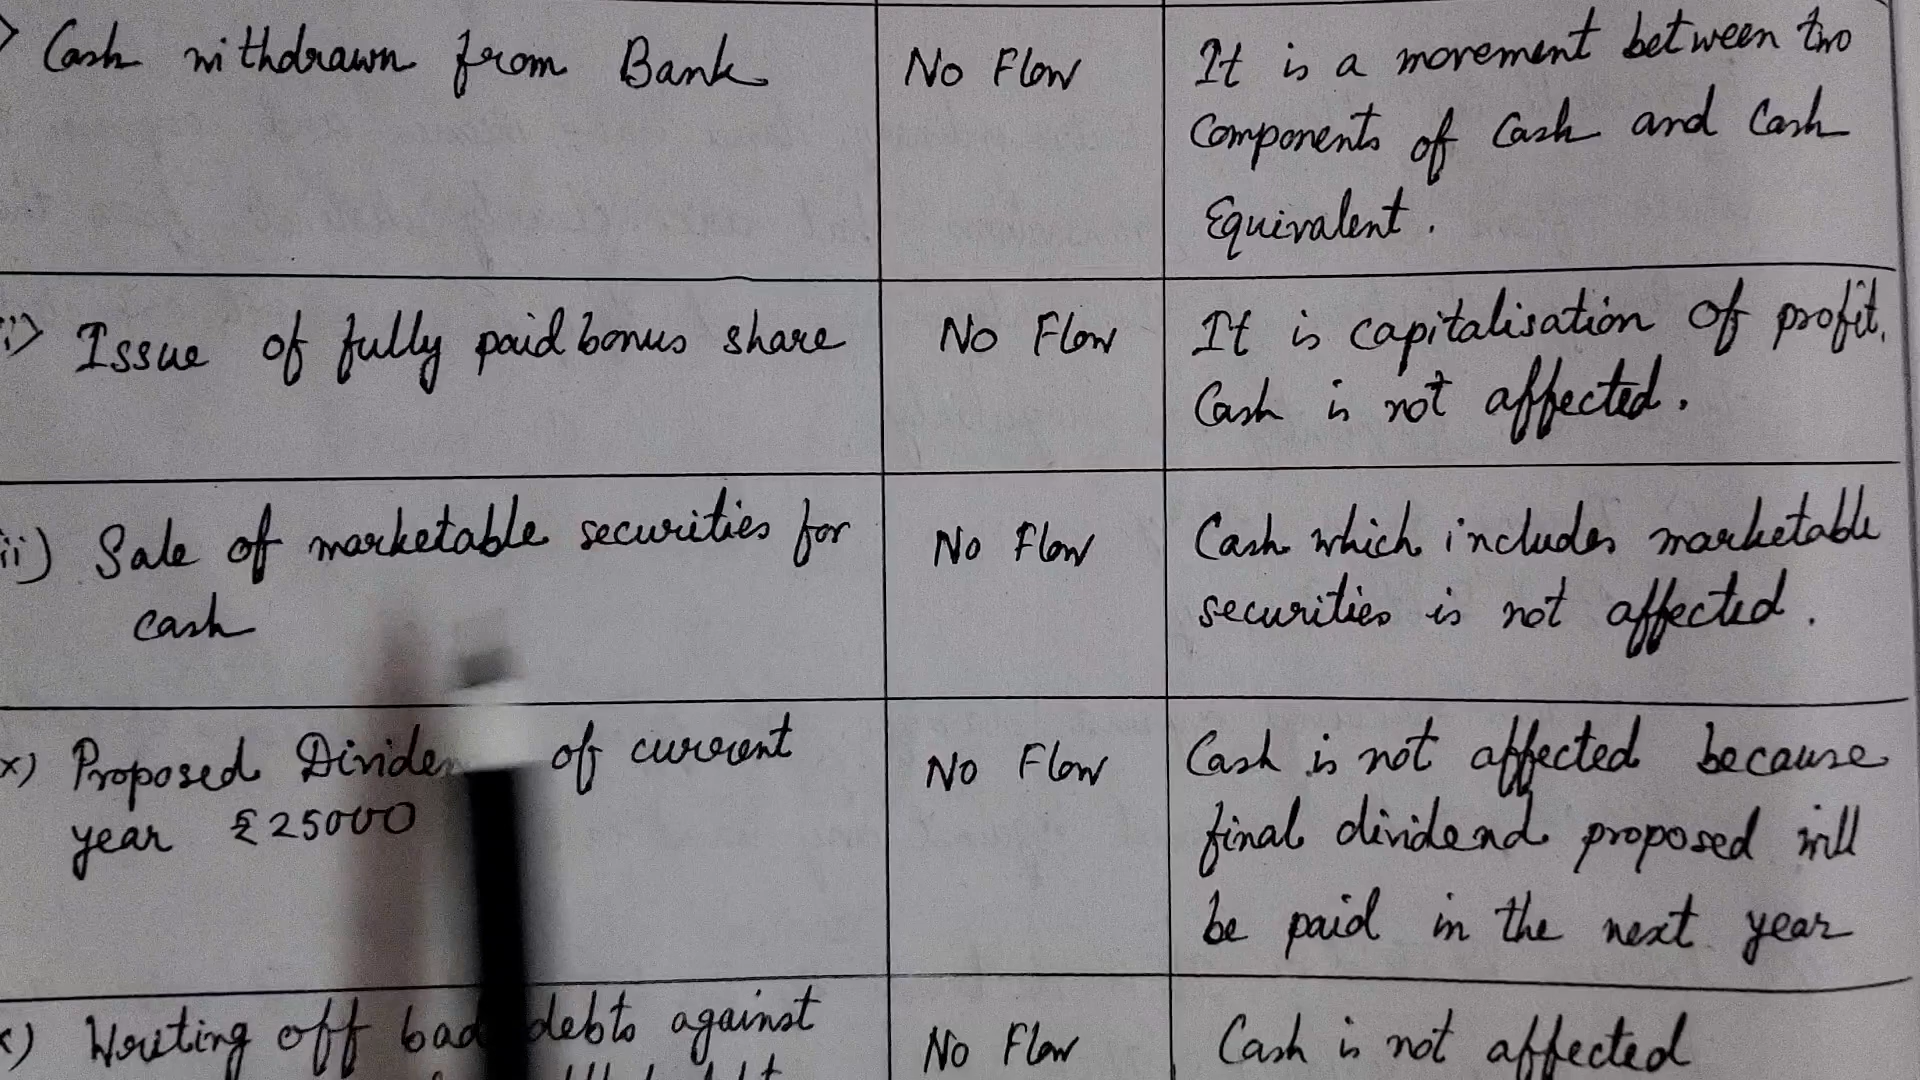 Cash withdrawn from Bank
No Flow
It is a movement between two
components of Cash and Cash
Equivalent.
i) Issue of fully paid bonus share
No Flow
It is capitalisation of profit.
Cash is not affected.
ii) Sale of marketable securities for
cash
No Flow
Cash which includes marketable
securities is not affected.
x) Proposed Dividen of current
year ₹25000
No Flow
Cash is not affected because
final dividend proposed will
be paid in the next year
x) Writing off bad debts against
No Flow
Cash is not affected